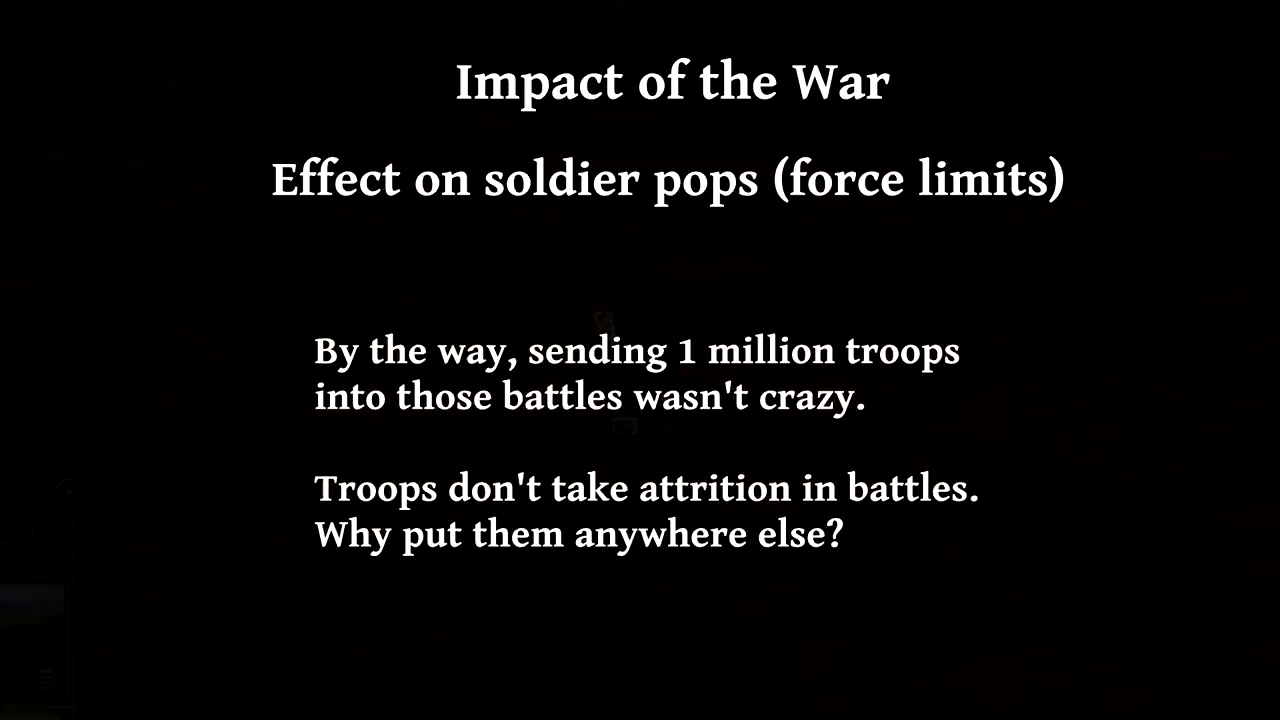 Impact of the War
Effect on soldier pops (force limits)
By the way, sending 1 million troops
into those battles wasn't crazy.
Troops don't take attrition in battles.
Why put them anywhere else?